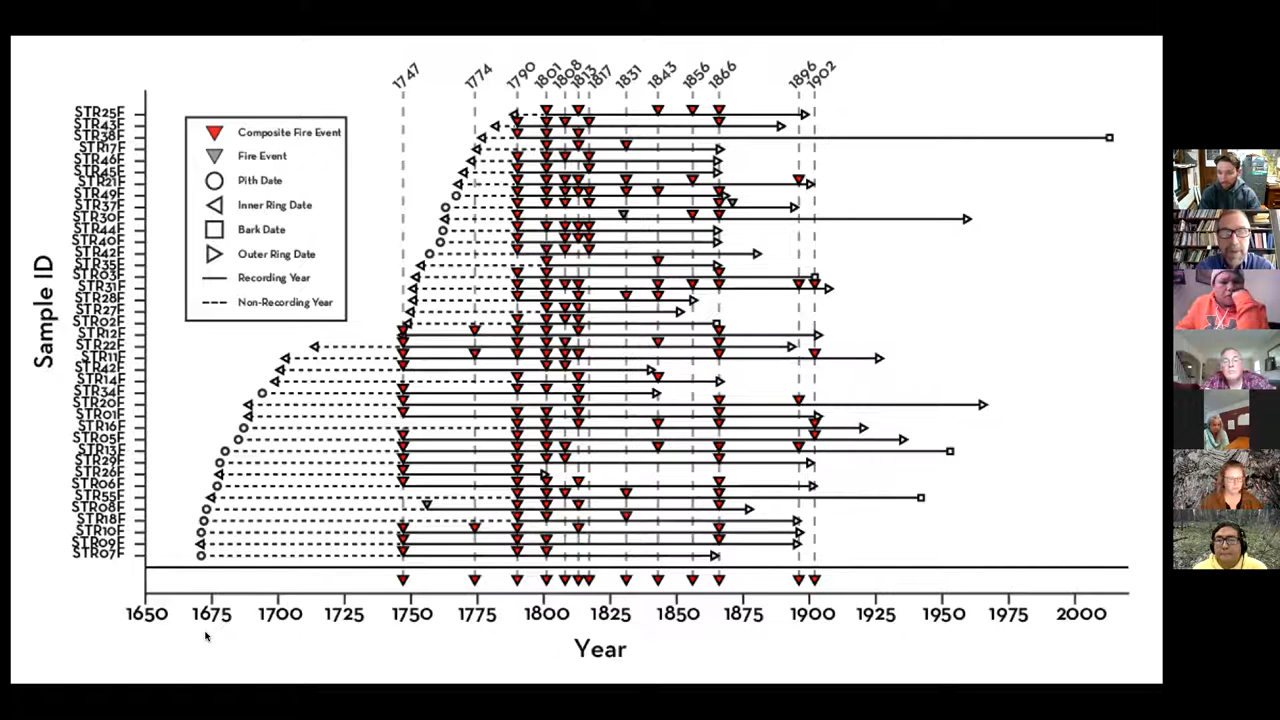 1747 1774 1790 1801 1808 1813 1817 1831 1843 1856 1866 1896 1902
Composite Fire Event
Fire Event
Pith Date
Inner Ring Date
Bark Date
Outer Ring Date
Recording Year
Non-Recording Year
Sample ID
STR25F
STR43F
STR38F
STR17F
STR46F
STR45F
STR21F
STR49F
STR37F
STR30F
STR44F
STR40F
STR42F
STR35F
STR03F
STR31F
STR28F
STR27F
STR02F
STR12F
STR22F
STR11F
STR42F
STR14F
STR34F
STR20F
STR01F
STR16F
STR05F
STR13F
STR29F
STR26F
STR06F
STR55F
STR08F
STR18F
STR10F
STR09F
STR07F
1650 1675 1700 1725 1750 1775 1800 1825 1850 1875 1900 1925 1950 1975 2000
Year